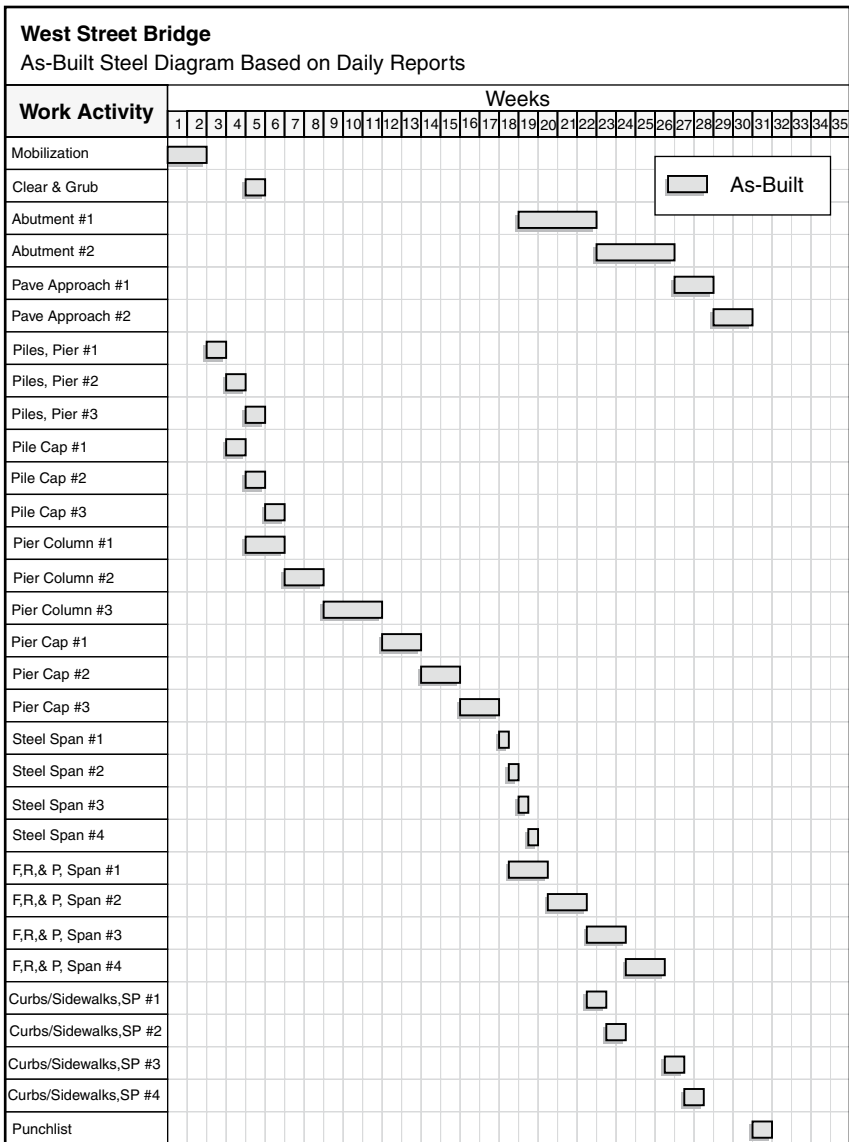 West Street Bridge
As-Built Steel Diagram Based on Daily Reports
Work Activity
Weeks
1 2 3 4 5 6 7 8 9 10 11 12 13 14 15 16 17 18 19 20 21 22 23 24 25 26 27 28 29 30 31 32 33 34 35
Mobilization
As-Built
Clear & Grub
Abutment #1
Abutment #2
Pave Approach #1
Pave Approach #2
Piles, Pier #1
Piles, Pier #2
Piles, Pier #3
Pile Cap #1
Pile Cap #2
Pile Cap #3
Pier Column #1
Pier Column #2
Pier Column #3
Pier Cap #1
Pier Cap #2
Pier Cap #3
Steel Span #1
Steel Span #2
Steel Span #3
Steel Span #4
F,R,& P, Span #1
F,R,& P, Span #2
F,R,& P, Span #3
F,R,& P, Span #4
Curbs/Sidewalks,SP #1
Curbs/Sidewalks,SP #2
Curbs/Sidewalks,SP #3
Curbs/Sidewalks,SP #4
Punchlist